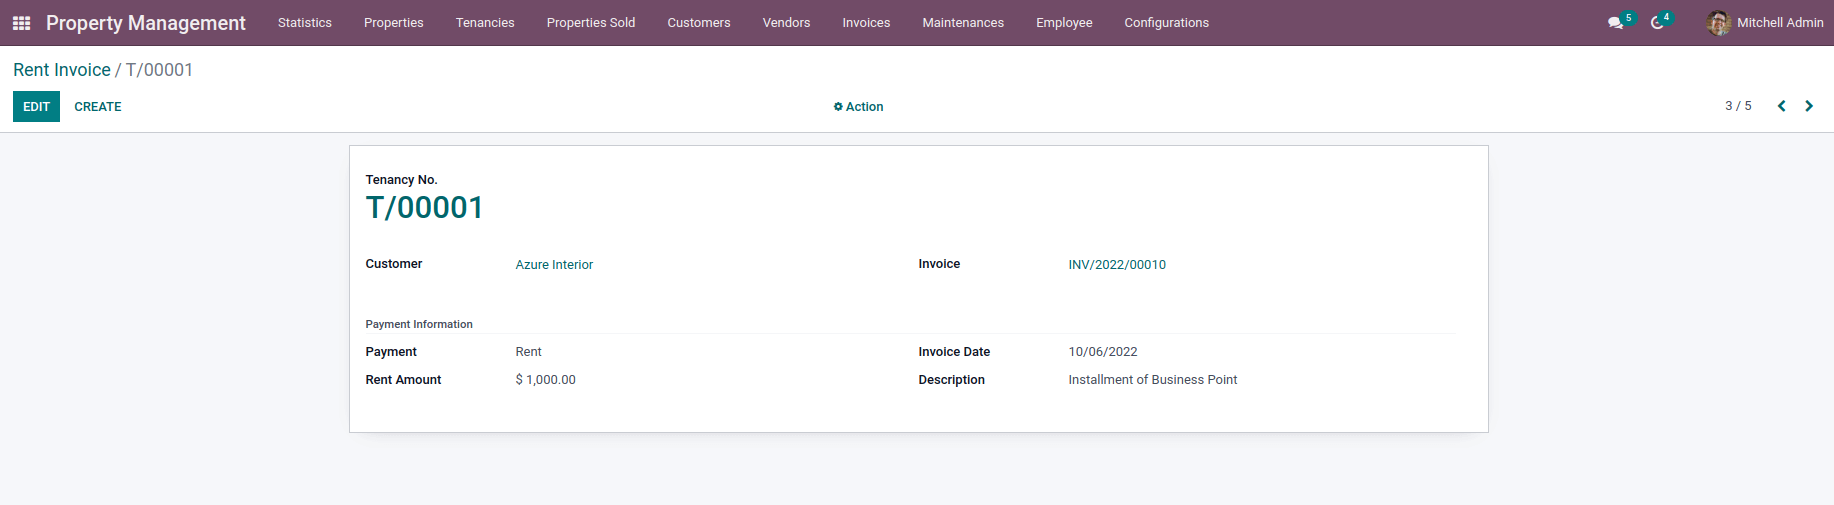 Property Management Statistics Properties Tenancies Properties Sold Customers Vendors Invoices Maintenances Employee Configurations 5 4 Mitchell Admin
Rent Invoice / T/00001
EDIT CREATE Action 3 / 5
Tenancy No.
T/00001
Customer Azure Interior Invoice INV/2022/00010
Payment Information
Payment Rent Invoice Date 10/06/2022
Rent Amount $ 1,000.00 Description Installment of Business Point